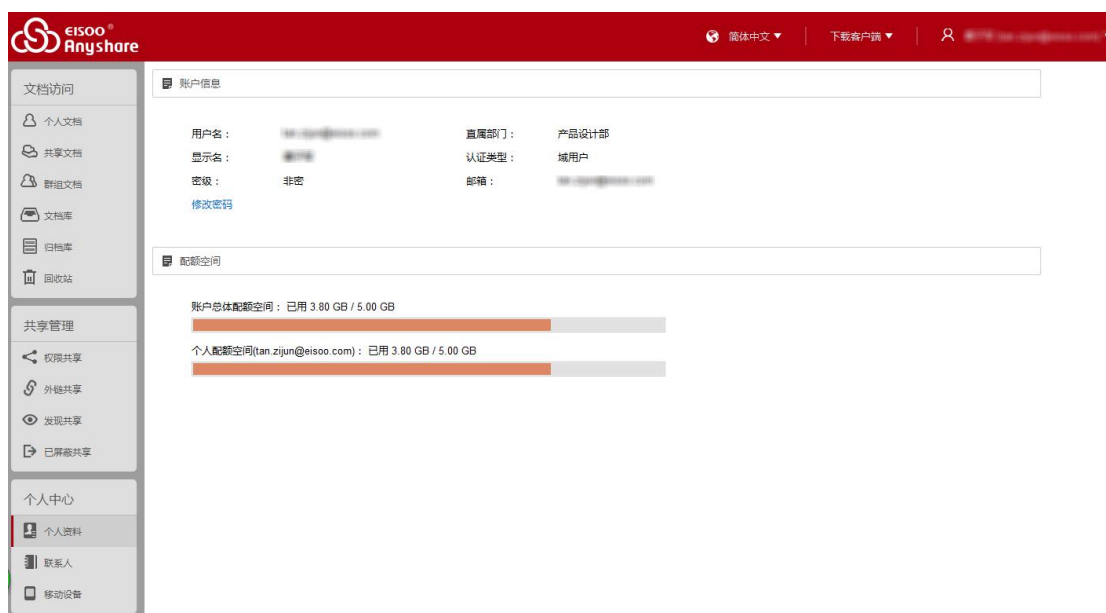 EISOO®
Anyshare
简体中文▼
下载客户端▼
文档访问
个人文档
共享文档
群组文档
文档库
归档库
回收站
共享管理
权限共享
外链共享
发现共享
已屏蔽共享
个人中心
个人资料
联系人
移动设备
账户信息
用户名：
直属部门： 产品设计部
显示名：
认证类型： 域用户
密级： 非密
邮箱：
修改密码
配额空间
账户总体配额空间： 已用 3.80 GB / 5.00 GB
个人配额空间(tan.zijun@eisoo.com)： 已用 3.80 GB / 5.00 GB